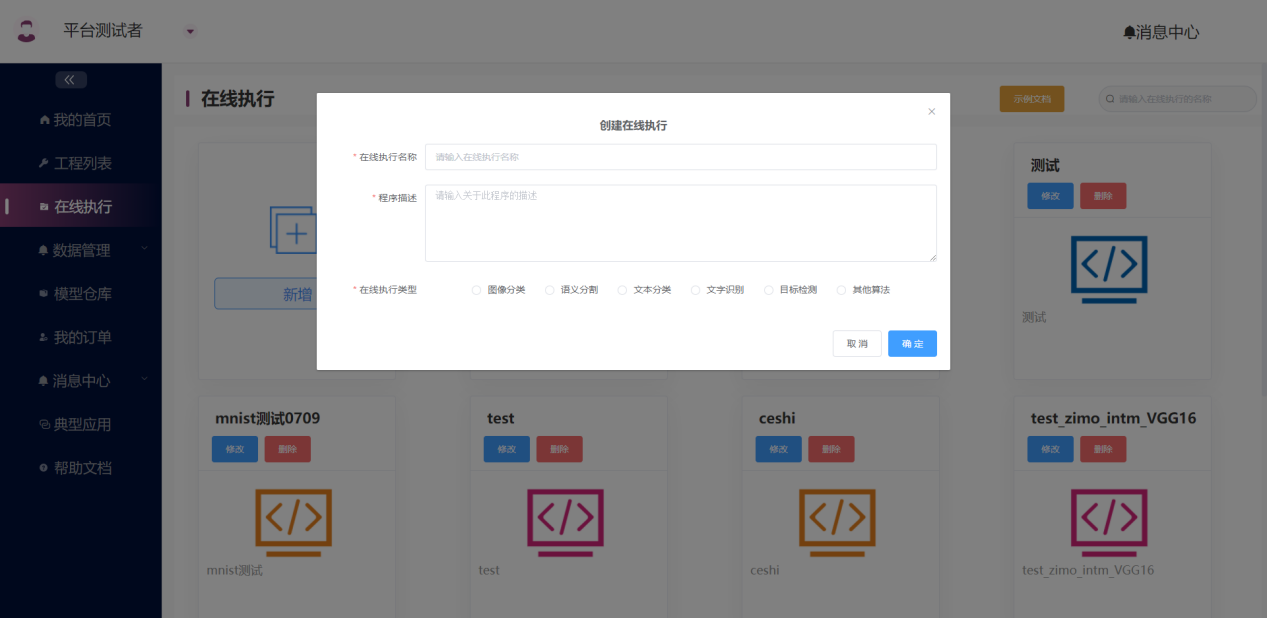 平台测试者
消息中心
我的首页
工程列表
在线执行
数据管理
模型仓库
我的订单
消息中心
典型应用
帮助文档
在线执行
示例文档
请输入在线执行的名称
新增
创建在线执行
* 在线执行名称
请输入在线执行名称
* 程序描述
请输入关于此程序的描述
* 在线执行类型
图像分类 语义分割 文本分类 文字识别 目标检测 其他算法
取消 确定
测试
修改 删除
测试
mnist测试0709
修改 删除
mnist测试
test
修改 删除
test
ceshi
修改 删除
ceshi
test_zimo_intm_VGG16
修改 删除
test_zimo_intm_VGG16